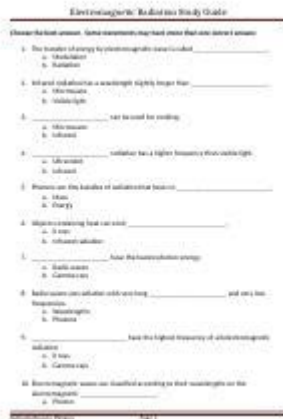 Electromagnetic Radiation Study Guide
Choose the best answer. Some statements may have more than one correct answer.
1. The transfer of energy by electromagnetic waves is called
a. Modulation
b. Radiation
2. Infrared radiation has a wavelength slightly longer than
a. Microwaves
b. Visible light
3. can be used for cooking.
a. Microwaves
b. Infrared
4. radiation has a higher frequency than visible light.
a. Ultraviolet
b. Infrared
5. Photons are tiny bundles of radiation that have no
a. Mass
b. Energy
6. Objects containing heat can emit
a. X-rays
b. Infrared radiation
7. have the lowest photon energy.
a. Radio waves
b. Gamma rays
8. Radio waves are radiation with very long and very low
frequencies.
a. Wavelengths
b. Photons
9. have the highest frequency of all electromagnetic
radiation.
a. X-rays
b. Gamma rays
10. Electromagnetic waves are classified according to their wavelengths on the
electromagnetic
a. Photon